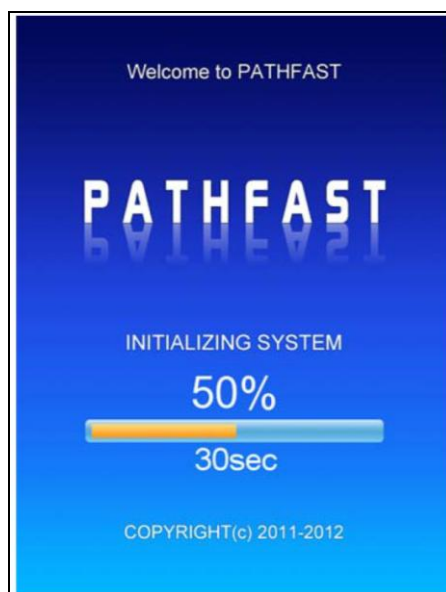 Welcome to PATHFAST
PATHFAST
INITIALIZING SYSTEM
50%
30sec
COPYRIGHT(c) 2011-2012